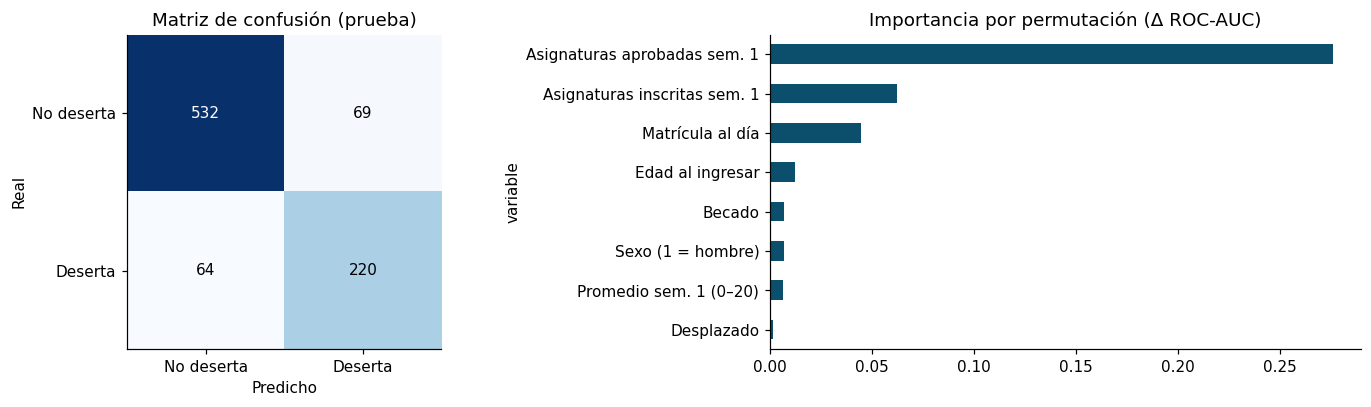 Matriz de confusión (prueba)
Real
No deserta
532
69
Deserta
64
220
No deserta
Deserta
Predicho
Importancia por permutación (Δ ROC-AUC)
variable
Asignaturas aprobadas sem. 1
Asignaturas inscritas sem. 1
Matrícula al día
Edad al ingresar
Becado
Sexo (1 = hombre)
Promedio sem. 1 (0–20)
Desplazado
0.00
0.05
0.10
0.15
0.20
0.25